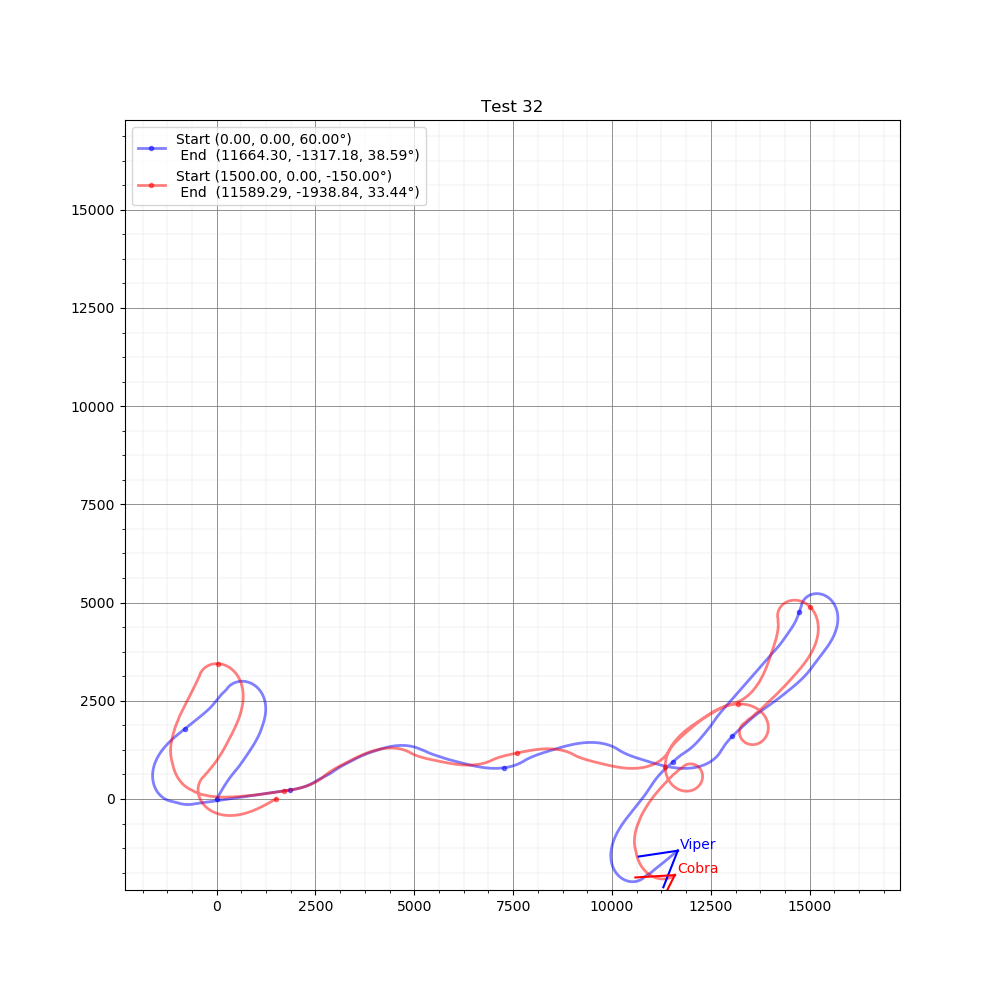 Test 32
Start (0.00, 0.00, 60.00°)
End (11664.30, -1317.18, 38.59°)
Start (1500.00, 0.00, -150.00°)
End (11589.29, -1938.84, 33.44°)
15000
12500
10000
7500
5000
2500
0
Viper
Cobra
0 2500 5000 7500 10000 12500 15000